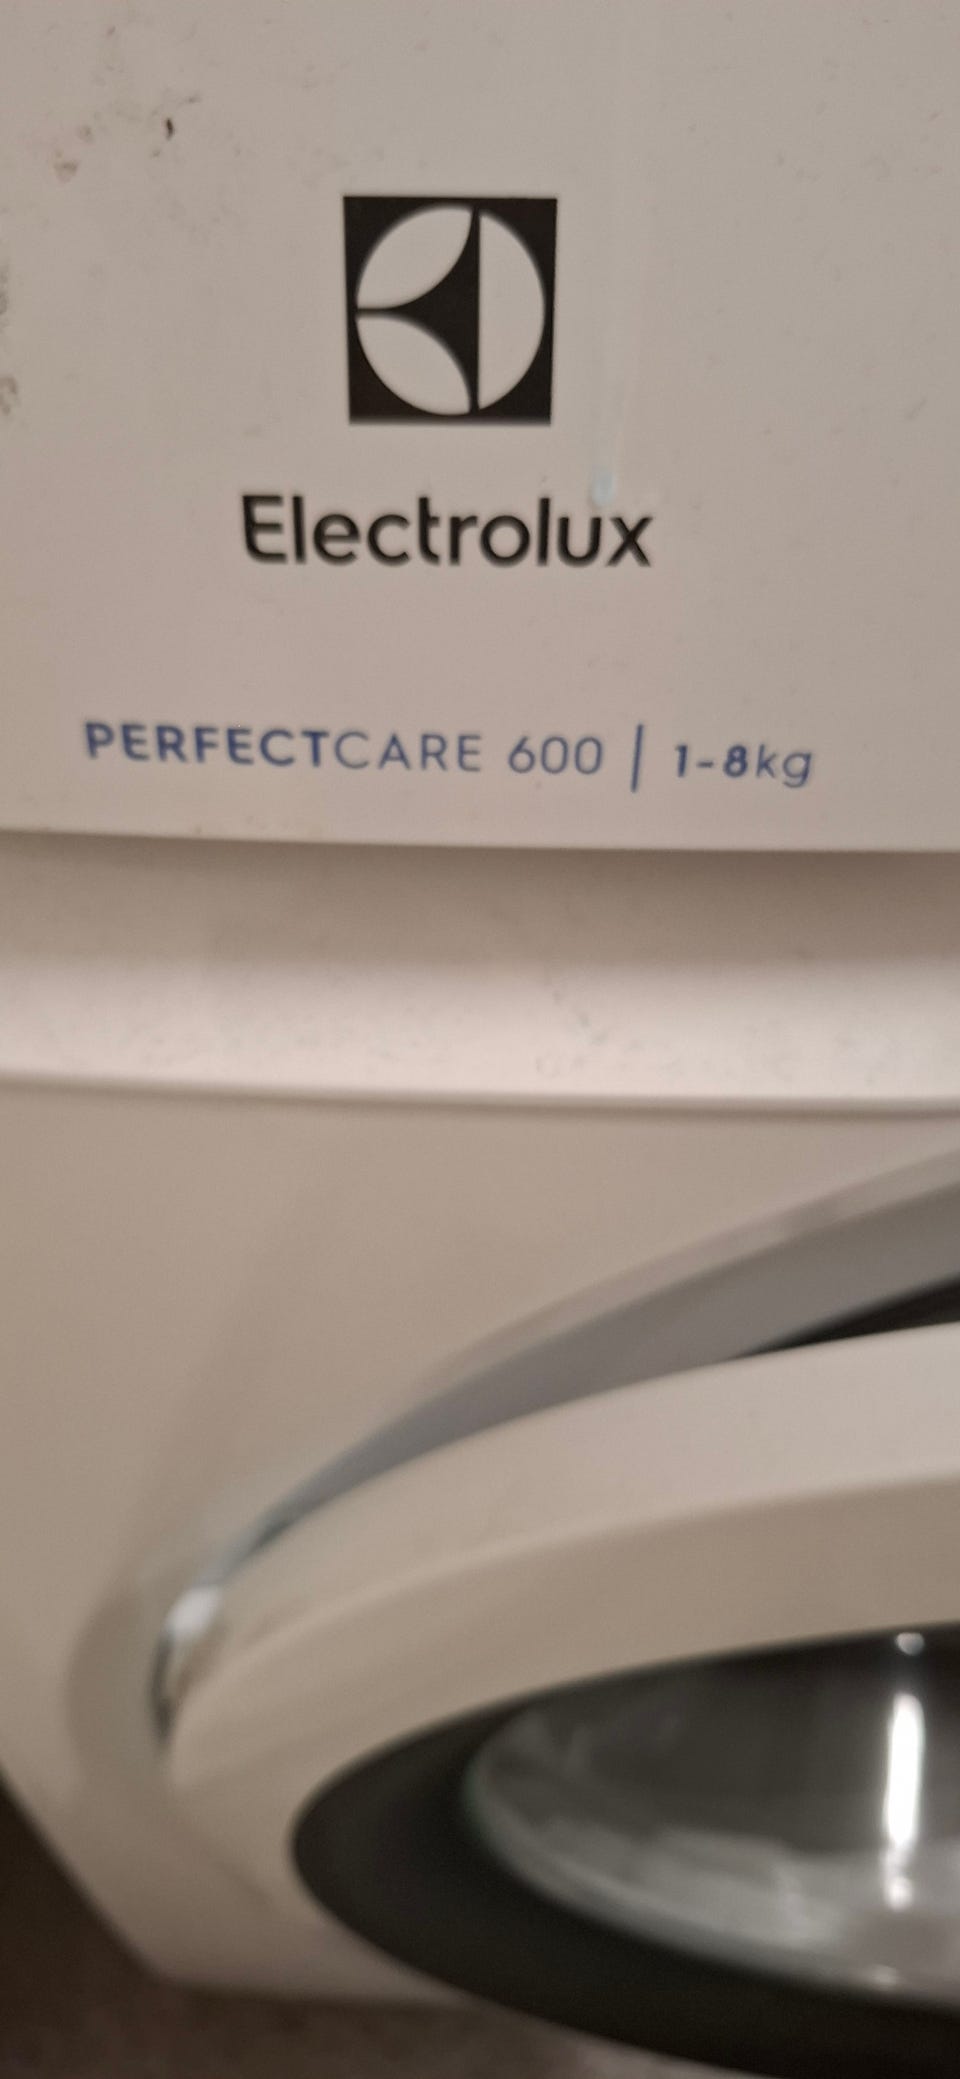 Electrolux
PERFECTCARE 600 | 1-8kg